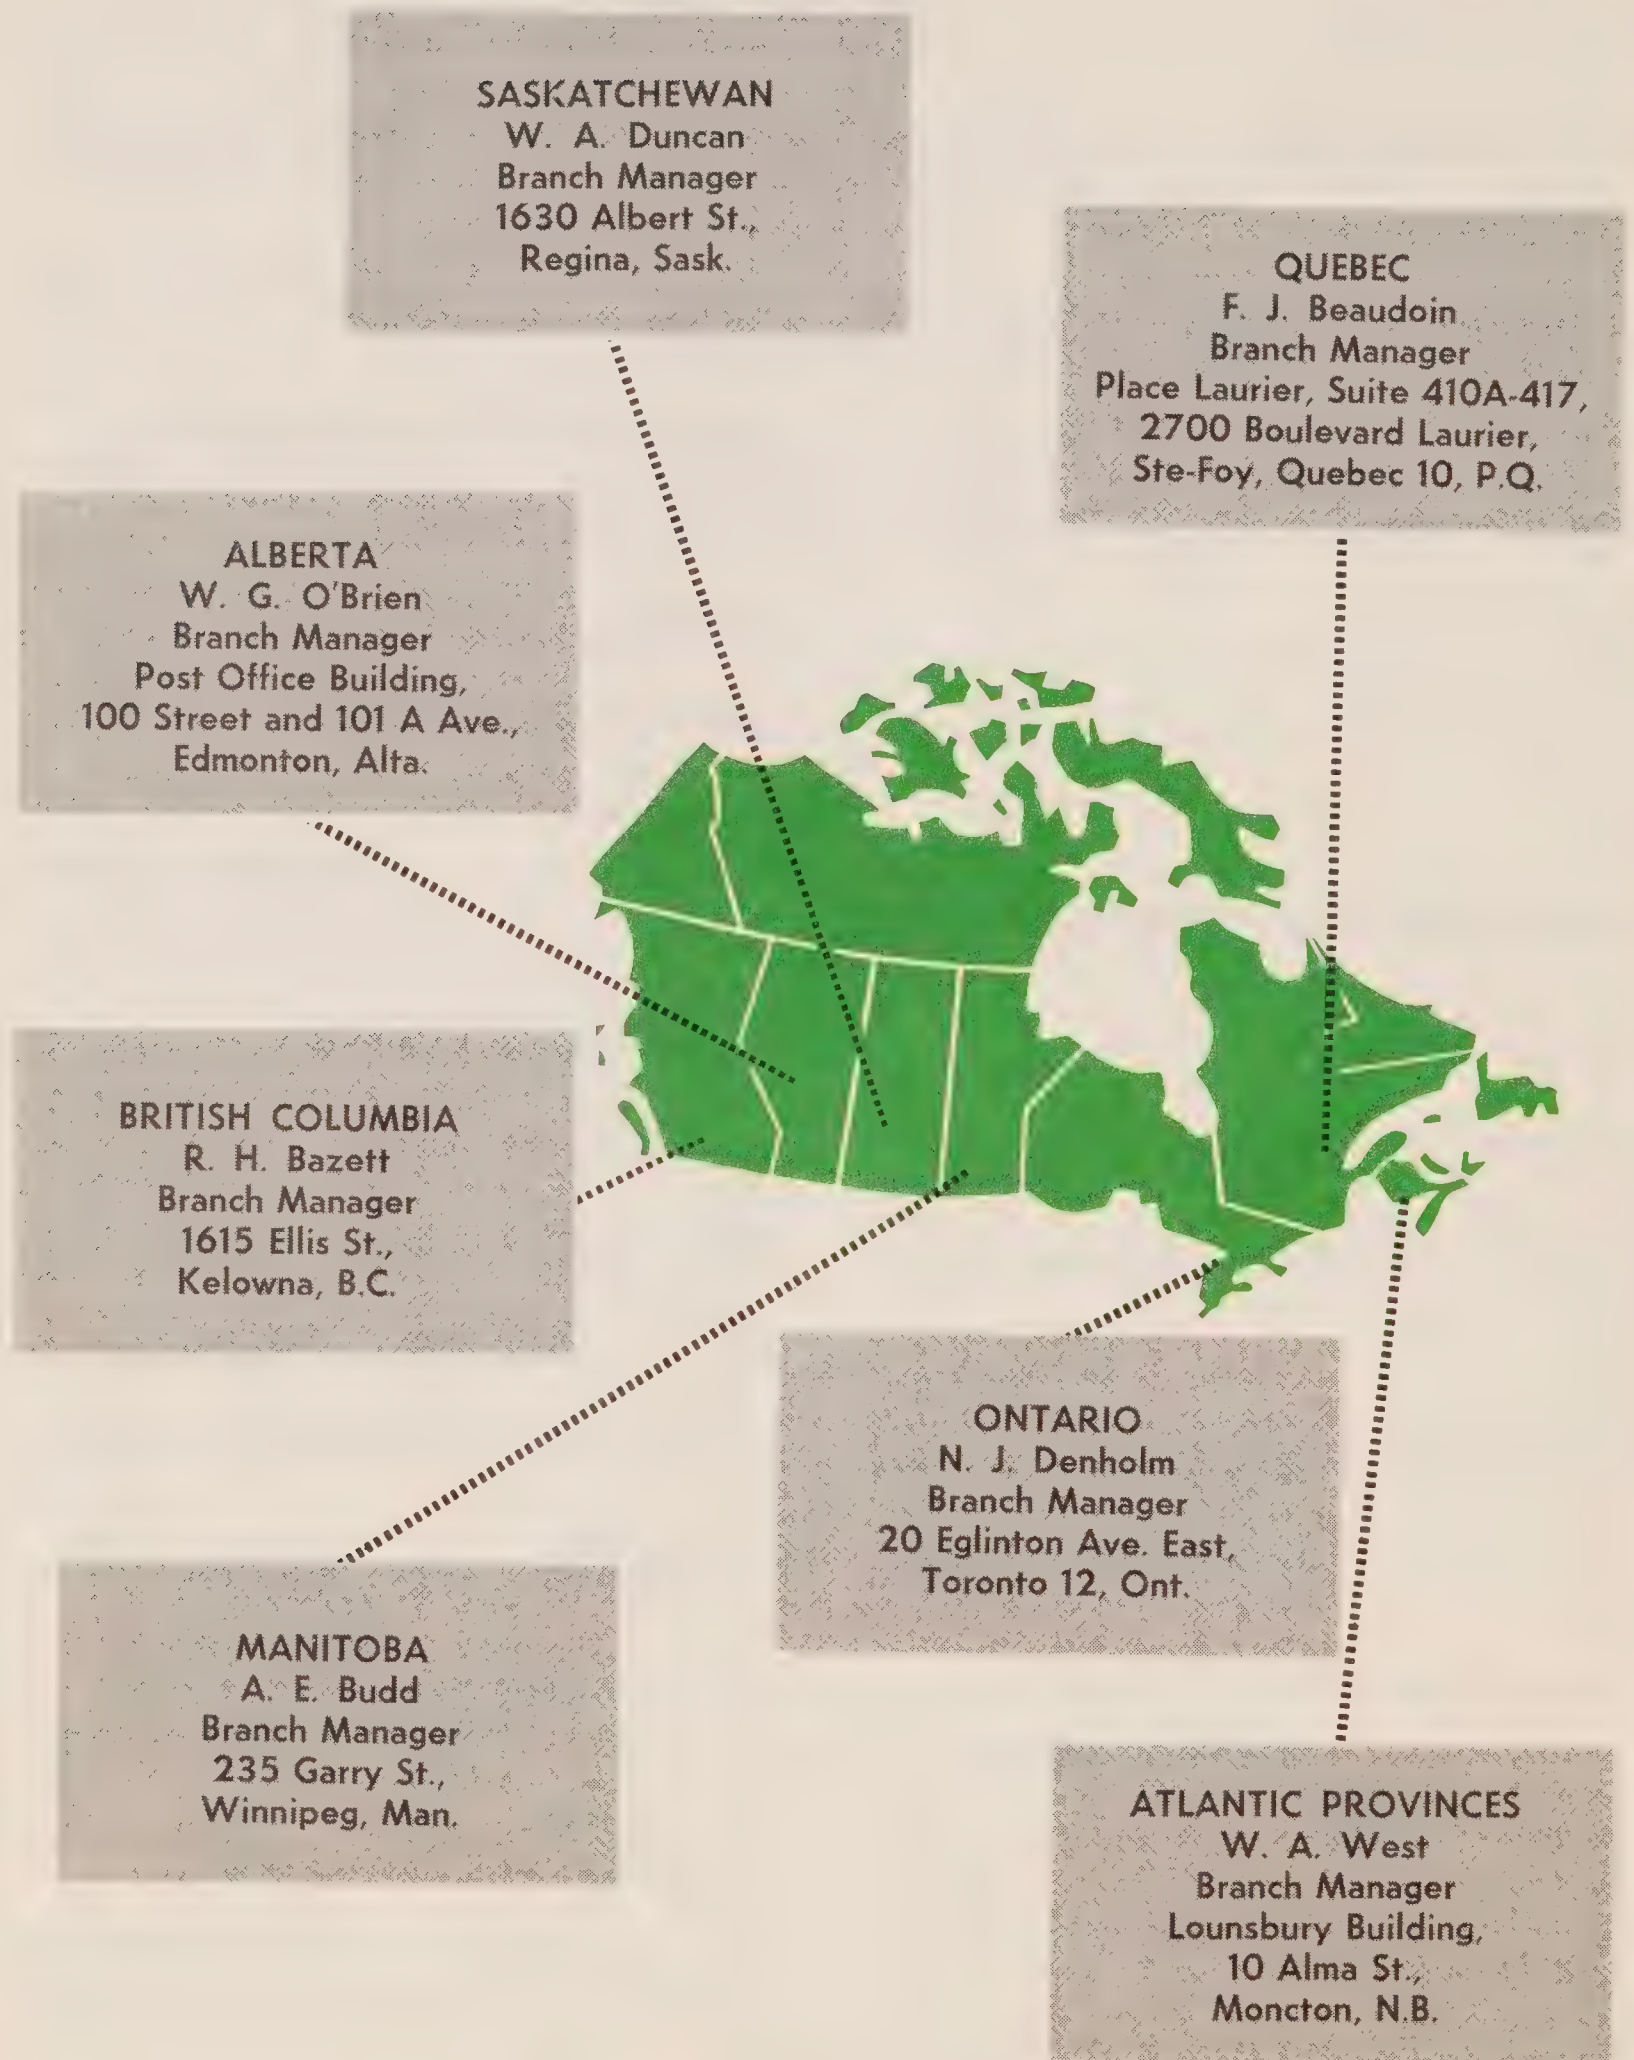 SASKATCHEWAN
W. A. Duncan
Branch Manager
1630 Albert St.,
Regina, Sask.
QUEBEC
F. J. Beaudoin
Branch Manager
Place Laurier, Suite 410A-417,
2700 Boulevard Laurier,
Ste-Foy, Quebec 10, P.Q.
ALBERTA
W. G. O'Brien
Branch Manager
Post Office Building,
100 Street and 101 A Ave.,
Edmonton, Alta.
BRITISH COLUMBIA
R. H. Bazett
Branch Manager
1615 Ellis St.,
Kelowna, B.C.
ONTARIO
N. J. Denholm
Branch Manager
20 Eglinton Ave. East,
Toronto 12, Ont.
MANITOBA
A. E. Budd
Branch Manager
235 Garry St.,
Winnipeg, Man.
ATLANTIC PROVINCES
W. A. West
Branch Manager
Lounsbury Building,
10 Alma St.,
Moncton, N.B.